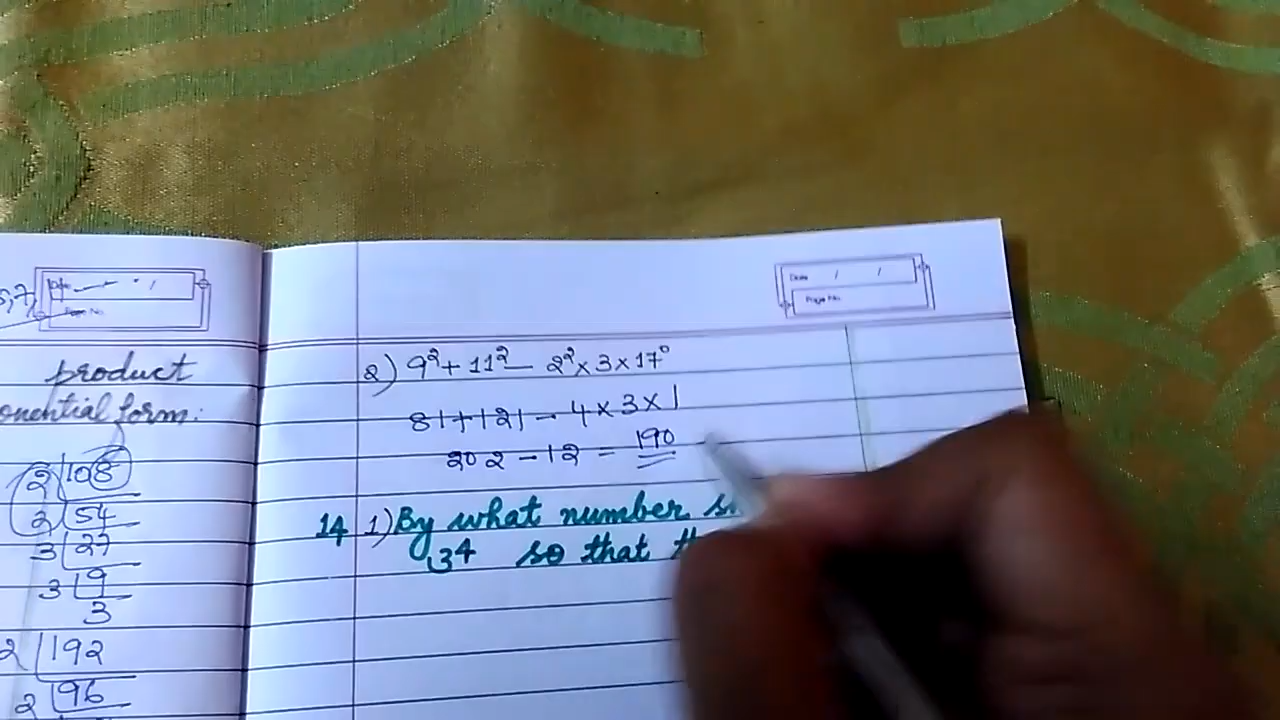 5,7,
Page No.
product
onential form.
2 108
2 54
3 27
3 9
3
2 192
2 96
Date / /
Page No.
2) 9² + 11² - 2² × 3 × 17⁰
81 + 121 - 4 × 3 × 1
202 - 12 = 190
14 1) By what number
3⁴ so that